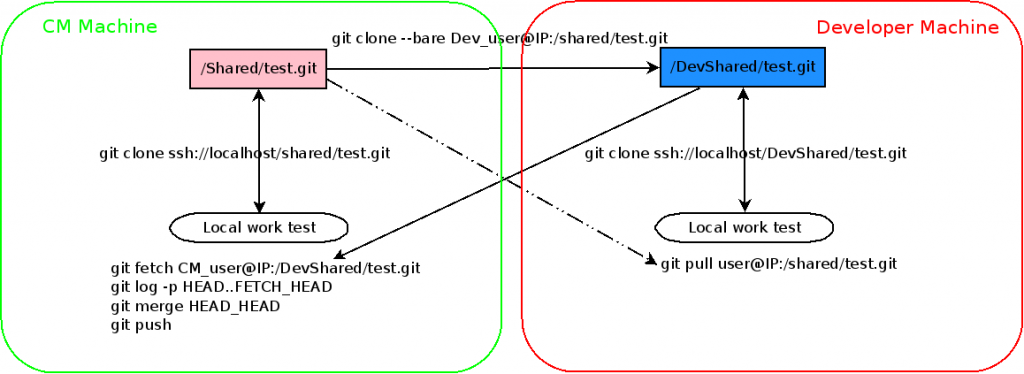 CM Machine
Developer Machine
git clone --bare Dev_user@IP:/shared/test.git
/Shared/test.git
/DevShared/test.git
git clone ssh://localhost/shared/test.git
git clone ssh://localhost/DevShared/test.git
Local work test
Local work test
git fetch CM_user@IP:/DevShared/test.git
git log -p HEAD..FETCH_HEAD
git merge HEAD_HEAD
git push
git pull user@IP:/shared/test.git